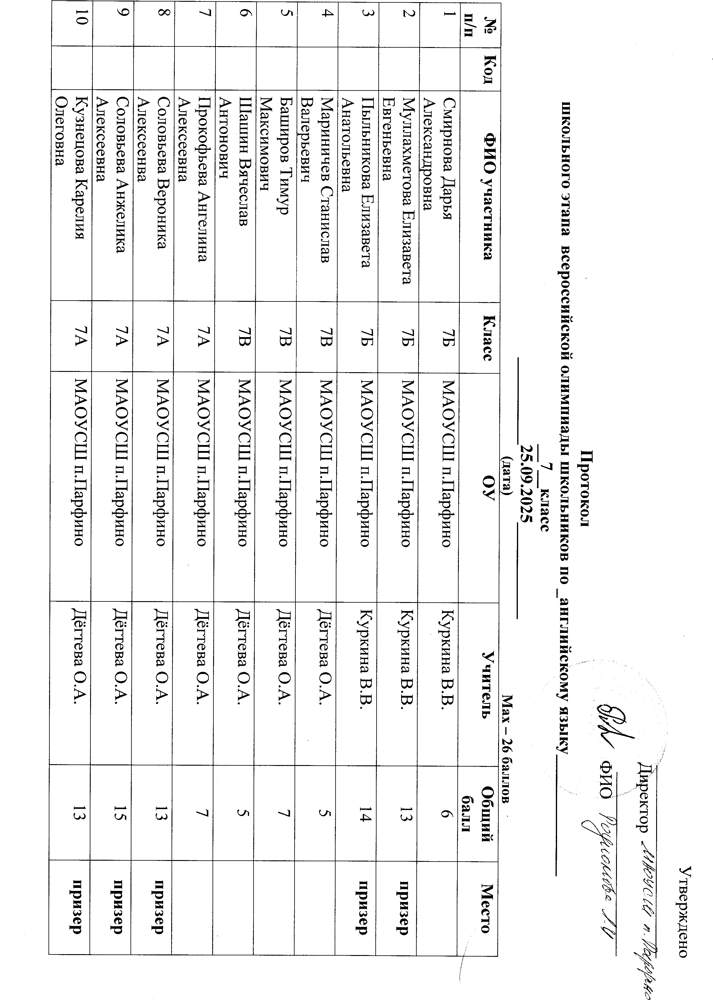 Утверждено
Директор МАОУСШ п. Парфино
ФИО
Протокол
школьного этапа всероссийской олимпиады школьников по _английскому языку
__7__класс
25.09.2025
(дата)
Мах – 26 баллов
№ п/п Код ФИО участника Класс ОУ Учитель Общий балл Место
1 Смирнова Дарья Александровна 7Б МАОУСШ п.Парфино Куркина В.В. 6
2 Муллахметова Елизавета Евгеньевна 7Б МАОУСШ п.Парфино Куркина В.В. 13 призер
3 Пыльникова Елизавета Анатольевна 7Б МАОУСШ п.Парфино Куркина В.В. 14 призер
4 Мариничев Станислав Валерьевич 7В МАОУСШ п.Парфино Дёгтева О.А. 5
5 Баширов Тимур Максимович 7В МАОУСШ п.Парфино Дёгтева О.А. 7
6 Шашин Вячеслав Антонович 7В МАОУСШ п.Парфино Дёгтева О.А. 5
7 Прокофьева Ангелина Алексеевна 7А МАОУСШ п.Парфино Дёгтева О.А. 7
8 Соловьева Вероника Алексеенва 7А МАОУСШ п.Парфино Дёгтева О.А. 13 призер
9 Соловьева Анжелика Алексеевна 7А МАОУСШ п.Парфино Дёгтева О.А. 15 призер
10 Кузнецова Карелия Олеговна 7А МАОУСШ п.Парфино Дёгтева О.А. 13 призер